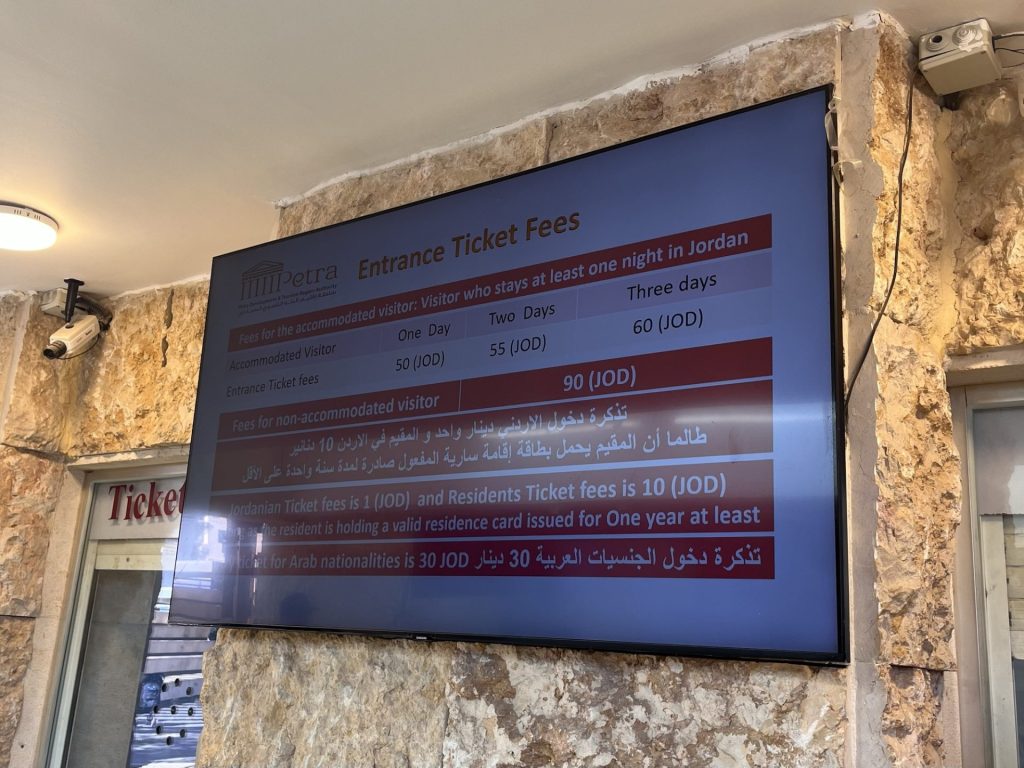 Petra
Entrance Ticket Fees
Fees for the accommodated visitor: Visitor who stays at least one night in Jordan
Accommodated Visitor One Day Two Days Three days
Entrance Ticket fees 50 (JOD) 55 (JOD) 60 (JOD)
Fees for non-accommodated visitor 90 (JOD)
تذكرة دخول الاردني دينار واحد و المقيم في الاردن 10 دنانير
طالما أن المقيم يحمل بطاقة إقامة سارية المفعول صادرة لمدة سنة واحدة على الأقل
Jordanian Ticket fees is 1 (JOD) and Residents Ticket fees is 10 (JOD)
as the resident is holding a valid residence card issued for One year at least
for Arab nationalities is 30 JOD تذكرة دخول الجنسيات العربية 30 دينار
Ticket